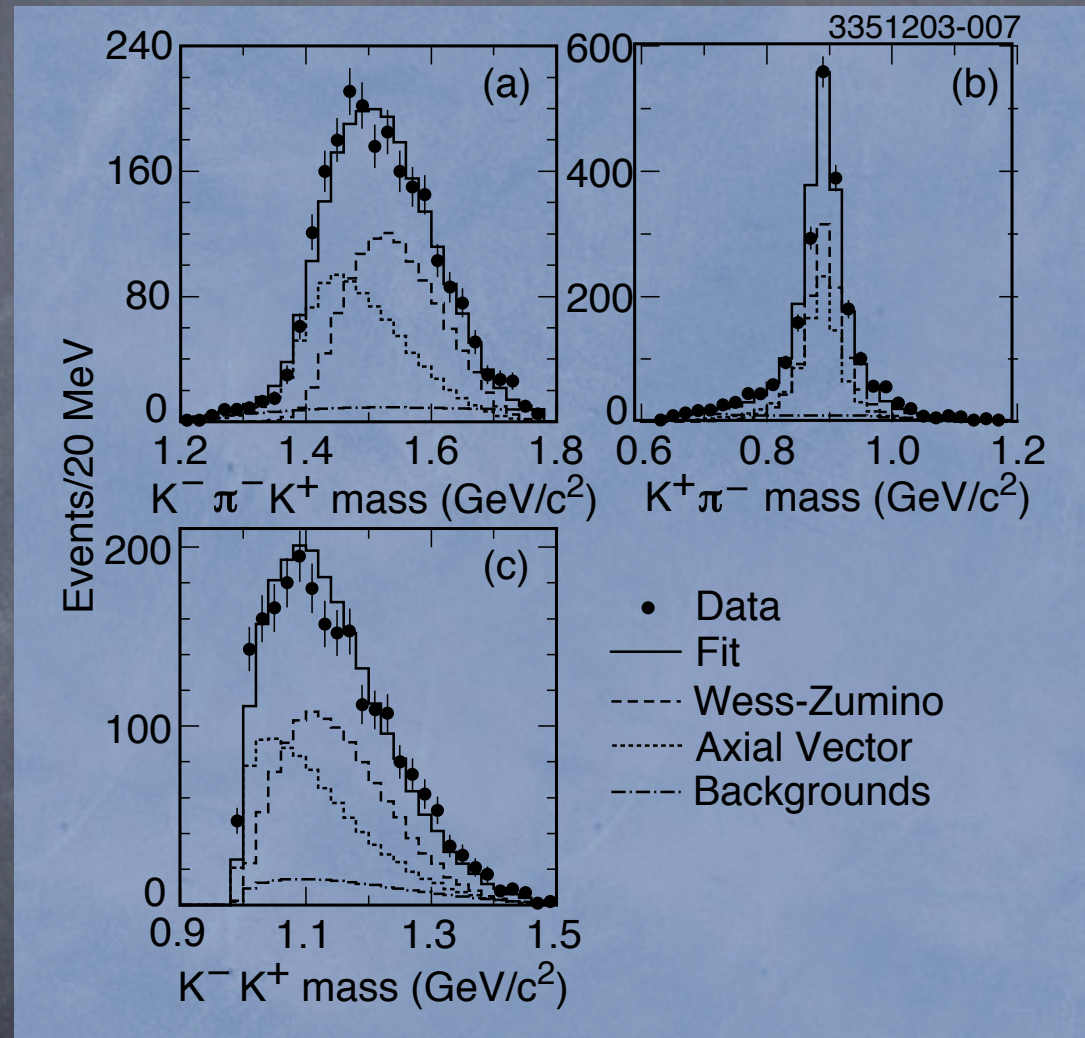 3351203-007
240
160
80
0
(a)
1.2 1.4 1.6 1.8
K⁻ π⁻ K⁺ mass (GeV/c²)
600
400
200
0
(b)
0.6 0.8 1.0 1.2
K⁺ π⁻ mass (GeV/c²)
Events/20 MeV
200
100
0
(c)
0.9 1.1 1.3 1.5
K⁻ K⁺ mass (GeV/c²)
Data
Fit
Wess-Zumino
Axial Vector
Backgrounds